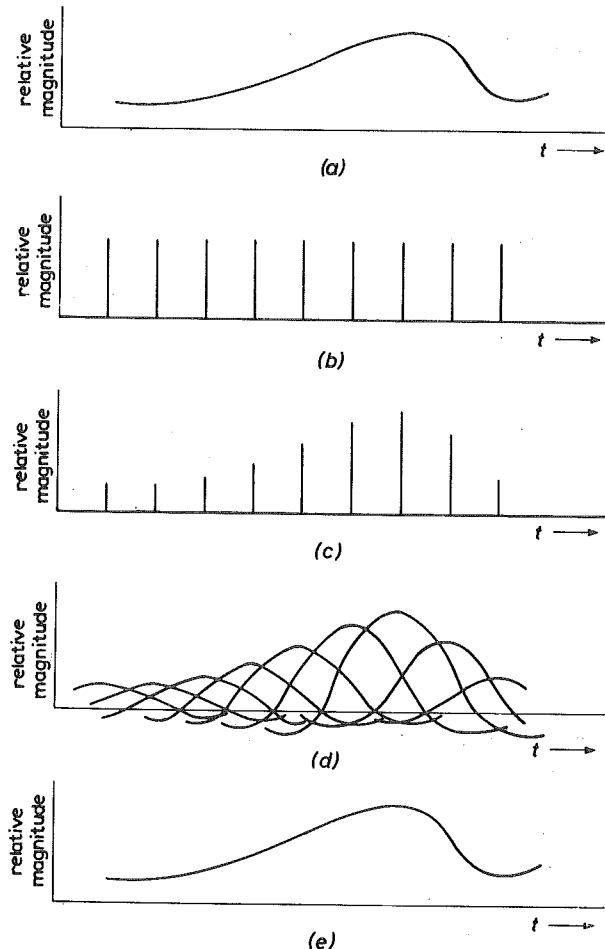 relative
magnitude
t
(a)
relative
magnitude
t
(b)
relative
magnitude
t
(c)
relative
magnitude
t
(d)
relative
magnitude
t
(e)